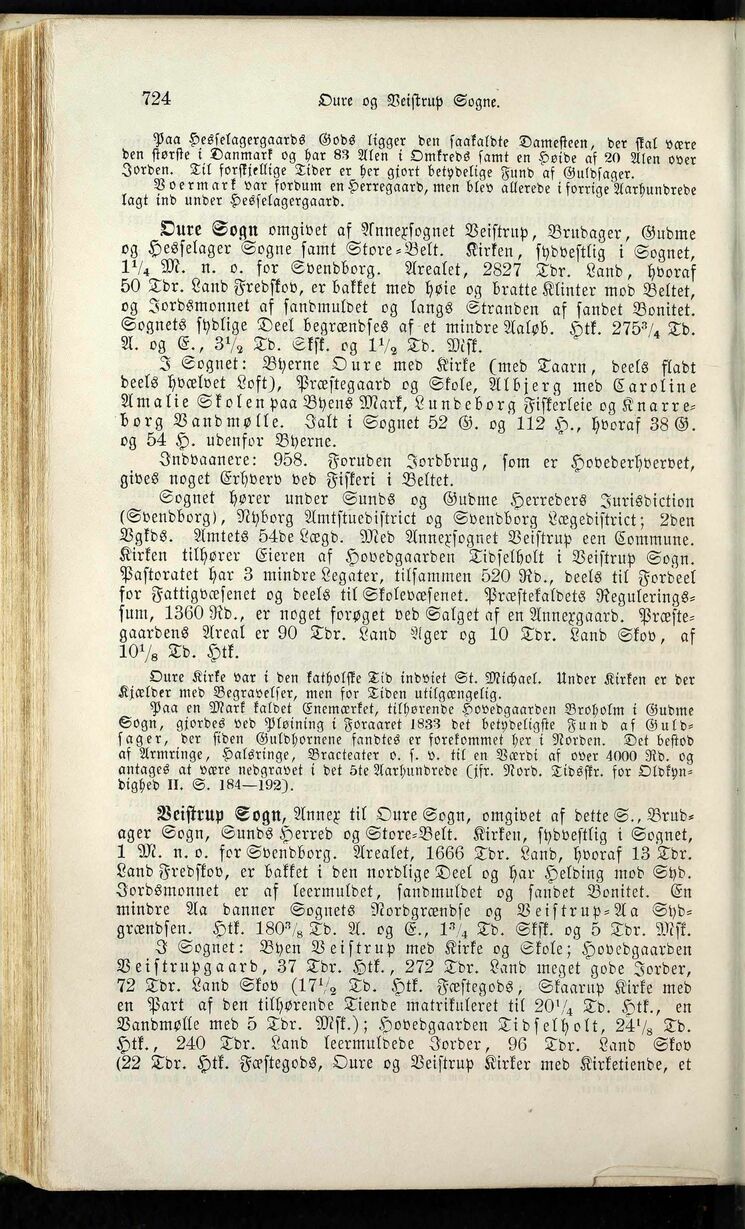 724 Oure og Veistrup Sogne.
Paa Hesselagergaards Gods ligger den saakaldte Damesteen, der skal være
den største i Danmark og har 83 Alen i Omkreds samt en Høide af 20 Alen over
Jorden. Til forskjellige Tider er her gjort betydelige Fund af Guldsager.
Voermark var fordum en Herregaard, men blev allerede i forrige Aarhundrede
lagt ind under Hesselagergaard.
Oure Sogn omgivet af Annexsognet Veistrup, Brudager, Gudme
og Hesselager Sogne samt Store-Belt. Kirken, sydvestlig i Sognet,
1¹/₄ M. n. o. for Svendborg. Arealet, 2827 Tdr. Land, hvoraf
50 Tdr. Land Fredskov, er bakket med høie og bratte Klinter mod Beltet,
og Jordsmonnet af sandmuldet og langs Stranden af sandet Bonitet.
Sognets sydlige Deel begrændses af et mindre Aaløb. Htk. 275³/₄ Td.
A. og E., 3¹/₂ Td. Skfk. og 1¹/₂ Td. Mfk.
I Sognet: Byerne Oure med Kirke (med Taarn, deels fladt
deels hvælvet Loft), Præstegaard og Skole, Albjerg med Caroline
Amalie Skolen paa Byens Mark, Lundeborg Fiskerleie og Knarre-
borg Vandmølle. Ialt i Sognet 52 G. og 112 H., hvoraf 38 G.
og 54 H. udenfor Byerne.
Indvaanere: 958. Foruden Jordbrug, som er Hovederhvervet,
gives noget Erhverv ved Fiskeri i Beltet.
Sognet hører under Sunds og Gudme Herreders Jurisdiction
(Svendborg), Nyborg Amtstuedistrict og Svendborg Lægedistrict; 2den
Vgkds. Amtets 54de Lægd. Med Annexsognet Veistrup een Commune.
Kirken tilhører Eieren af Hovedgaarden Tidselholt i Veistrup Sogn.
Pastoratet har 3 mindre Legater, tilsammen 520 Rd., deels til Fordeel
for Fattigvæsenet og deels til Skolevæsenet. Præstekaldets Regulerings-
sum, 1360 Rd., er noget forøget ved Salget af en Annexgaard. Præste-
gaardens Areal er 90 Tdr. Land Ager og 10 Tdr. Land Skov, af
10¹/₈ Td. Htk.
Oure Kirke var i den katholske Tid indviet St. Michael. Under Kirken er der
Kjælder med Begravelser, men for Tiden utilgængelig.
Paa en Mark kaldet Enemærket, tilhørende Hovedgaarden Broholm i Gudme
Sogn, gjordes ved Pløining i Foraaret 1833 det betydeligste Fund af Guld-
sager, der siden Guldhornene fandtes er forekommet her i Norden. Det bestod
af Armringe, Halsringe, Bracteater o. s. v. til en Værdi af over 4000 Rd. og
antages at være nedgravet i det 5te Aarhundrede (jfr. Nord. Tidsskr. for Oldkyn-
dighed II. S. 184—192).
Veistrup Sogn, Annex til Oure Sogn, omgivet af dette S., Brud-
ager Sogn, Sunds Herred og Store-Belt. Kirken, sydvestlig i Sognet,
1 M. n. o. for Svendborg. Arealet, 1666 Tdr. Land, hvoraf 13 Tdr.
Land Fredskov, er bakket i den nordlige Deel og har Helding mod Syd.
Jordsmonnet er af leermuldet, sandmuldet og sandet Bonitet. En
mindre Aa danner Sognets Nordgrændse og Veistrup-Aa Syd-
grændsen. Htk. 180³/₈ Td. A. og E., 1³/₄ Td. Skfk. og 5 Tdr. Mfk.
I Sognet: Byen Veistrup med Kirke og Skole; Hovedgaarden
Veistrupgaard, 37 Tdr. Htk., 272 Tdr. Land meget gode Jorder,
72 Tdr. Land Skov (17¹/₂ Td. Htk. Fæstegods, Skaarup Kirke med
en Part af den tilhørende Tiende matrikuleret til 20¹/₄ Td. Htk., en
Vandmølle med 5 Tdr. Mfk.); Hovedgaarden Tidselholt, 24¹/₈ Td.
Htk., 240 Tdr. Land leermuldede Jorder, 96 Tdr. Land Skov
(22 Tdr. Htk. Fæstegods, Oure og Veistrup Kirker med Kirketiende, et